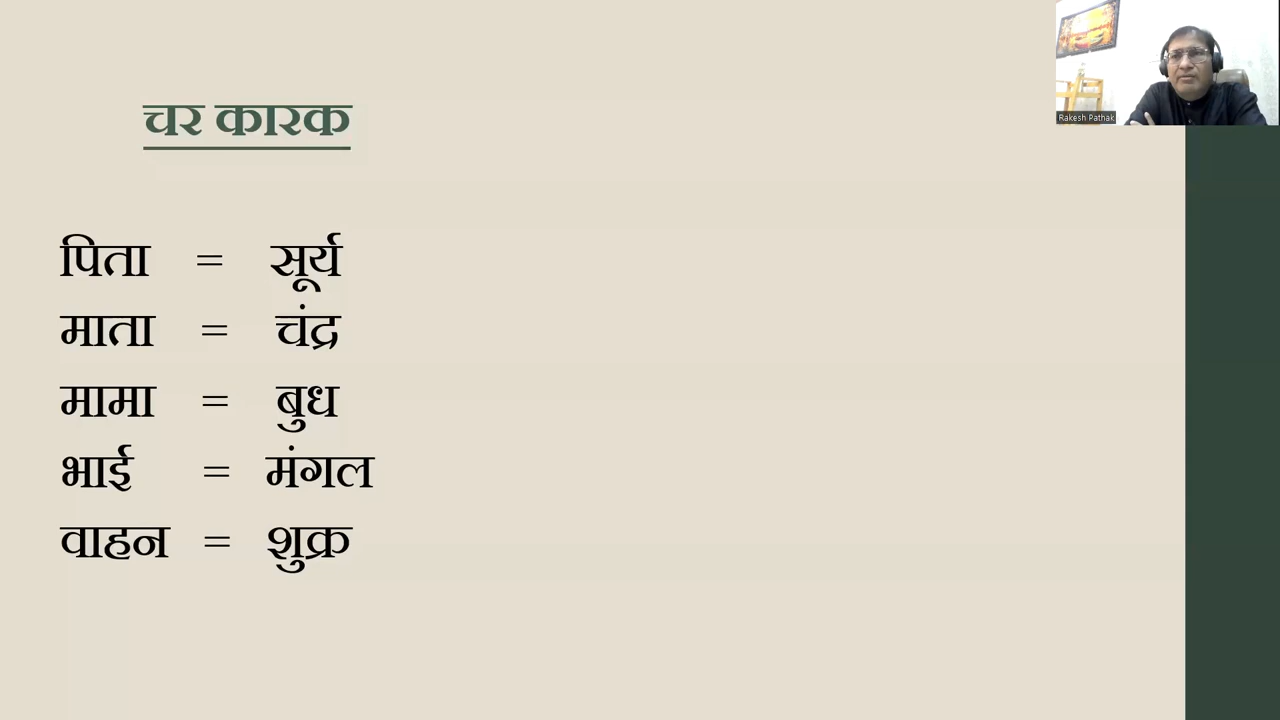 चर कारक
Rakesh Pathak
पिता = सूर्य
माता = चंद्र
मामा = बुध
भाई = मंगल
वाहन = शुक्र